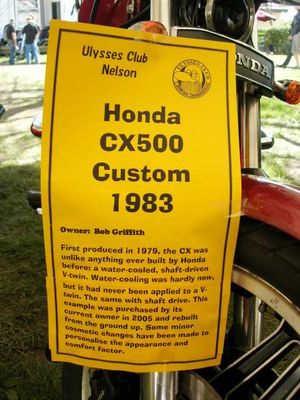 Ulysses Club
Nelson
HONDA
Honda
CX500
Custom
1983
Owner: Bob Griffith
First produced in 1979, the CX was
unlike anything ever built by Honda
before: a water-cooled, shaft-driven
V-twin. Water-cooling was hardly new,
but it had never been applied to a V-
twin. The same with shaft drive. This
example was purchased by its
current owner in 2005 and rebuilt
from the ground up. Some minor
cosmetic changes have been made to
personalise the appearance and
comfort factor.